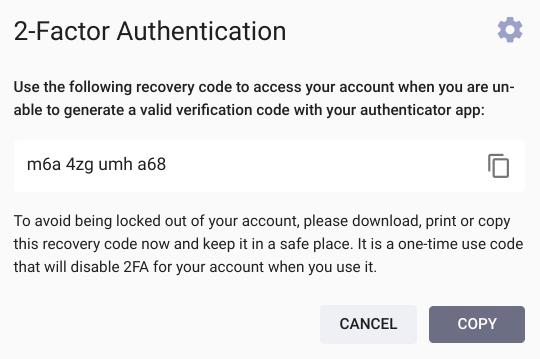 2-Factor Authentication
Use the following recovery code to access your account when you are un-
able to generate a valid verification code with your authenticator app:
m6a 4zg umh a68
To avoid being locked out of your account, please download, print or copy
this recovery code now and keep it in a safe place. It is a one-time use code
that will disable 2FA for your account when you use it.
CANCEL
COPY